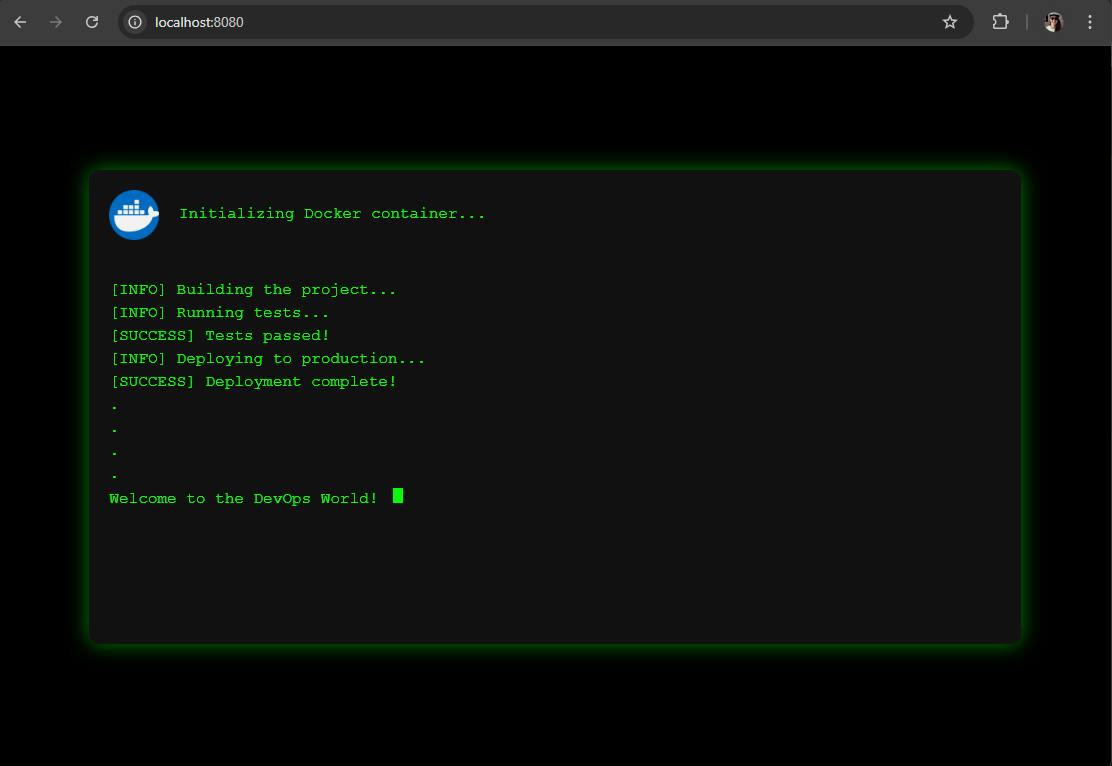 localhost:8080
Initializing Docker container...
[INFO] Building the project...
[INFO] Running tests...
[SUCCESS] Tests passed!
[INFO] Deploying to production...
[SUCCESS] Deployment complete!
.
.
.
.
Welcome to the DevOps World!